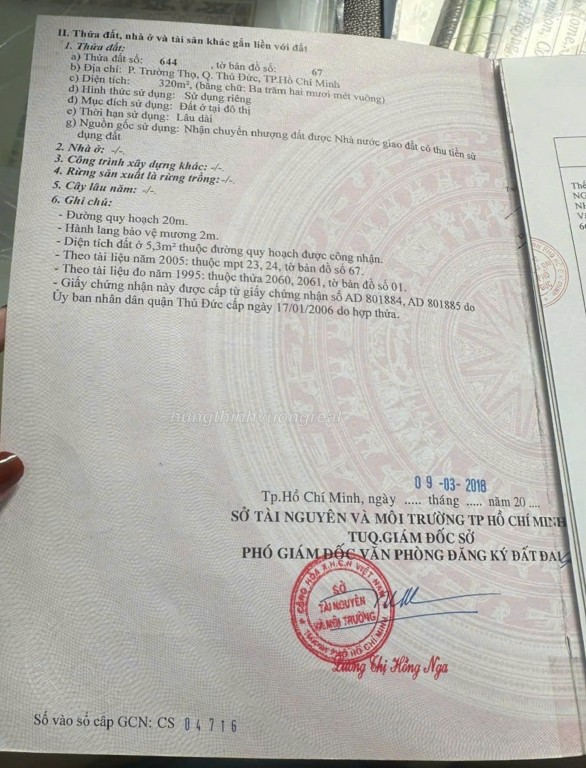 II. Thửa đất, nhà ở và tài sản khác gắn liền với đất
1. Thửa đất:
a) Thửa đất số: 644 , tờ bản đồ số: 67
b) Địa chỉ: P. Trường Thọ, Q. Thủ Đức, TP.Hồ Chí Minh
c) Diện tích: 320m², (bằng chữ: Ba trăm hai mươi mét vuông)
d) Hình thức sử dụng: Sử dụng riêng
đ) Mục đích sử dụng: Đất ở tại đô thị
e) Thời hạn sử dụng: Lâu dài
g) Nguồn gốc sử dụng: Nhận chuyển nhượng đất được Nhà nước giao đất có thu tiền sử
dụng đất
2. Nhà ở: -/-.
3. Công trình xây dựng khác: -/-.
4. Rừng sản xuất là rừng trồng:-/-.
5. Cây lâu năm: -/-.
6. Ghi chú:
- Đường quy hoạch 20m.
- Hành lang bảo vệ mương 2m.
- Diện tích đất ở 5,3m² thuộc đường quy hoạch được công nhận.
- Theo tài liệu năm 2005: thuộc mpt 23, 24, tờ bản đồ số 67.
- Theo tài liệu đo năm 1995: thuộc thửa 2060, 2061, tờ bản đồ số 01.
- Giấy chứng nhận này được cấp từ giấy chứng nhận số AD 801884, AD 801885 do
Ủy ban nhân dân quận Thủ Đức cấp ngày 17/01/2006 do hợp thửa.
hungthinhvuongreal
09-03-2018
Tp.Hồ Chí Minh, ngày ..... tháng ..... năm 20 ....
SỞ TÀI NGUYÊN VÀ MÔI TRƯỜNG TP HỒ CHÍ MINH
TUQ.GIÁM ĐỐC SỞ
PHÓ GIÁM ĐỐC VĂN PHÒNG ĐĂNG KÝ ĐẤT ĐAI
CỘNG HÒA X.H.C.N VIỆT NAM
SỞ
TÀI NGUYÊN
VÀ MÔI TRƯỜNG
THÀNH PHỐ HỒ CHÍ MINH
Lương Thị Hồng Nga
Số vào sổ cấp GCN: CS 04716